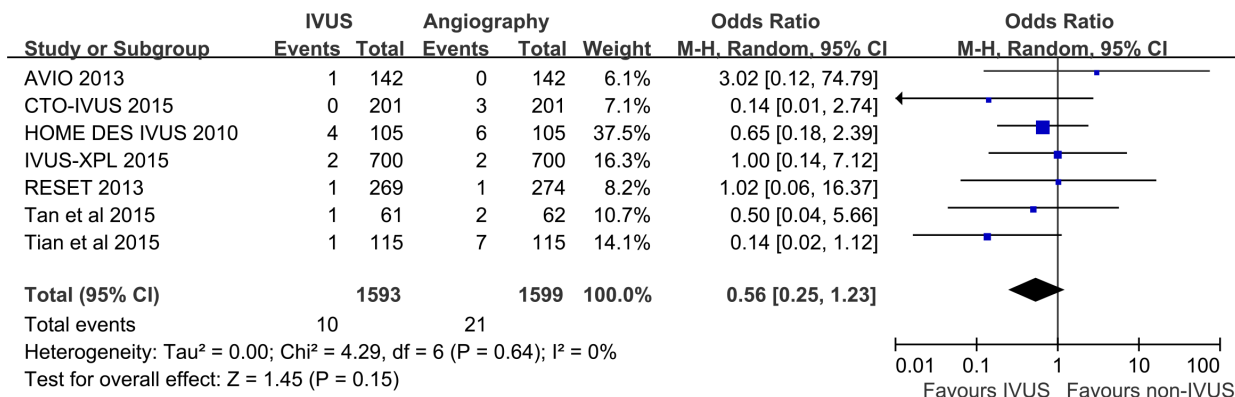 IVUS Angiography Odds Ratio Odds Ratio
Study or Subgroup Events Total Events Total Weight M-H, Random, 95% CI M-H, Random, 95% CI
AVIO 2013 1 142 0 142 6.1% 3.02 [0.12, 74.79]
CTO-IVUS 2015 0 201 3 201 7.1% 0.14 [0.01, 2.74]
HOME DES IVUS 2010 4 105 6 105 37.5% 0.65 [0.18, 2.39]
IVUS-XPL 2015 2 700 2 700 16.3% 1.00 [0.14, 7.12]
RESET 2013 1 269 1 274 8.2% 1.02 [0.06, 16.37]
Tan et al 2015 1 61 2 62 10.7% 0.50 [0.04, 5.66]
Tian et al 2015 1 115 7 115 14.1% 0.14 [0.02, 1.12]
Total (95% CI) 1593 1599 100.0% 0.56 [0.25, 1.23]
Total events 10 21
Heterogeneity: Tau² = 0.00; Chi² = 4.29, df = 6 (P = 0.64); I² = 0%
Test for overall effect: Z = 1.45 (P = 0.15)
0.01 0.1 1 10 100
Favours IVUS Favours non-IVUS